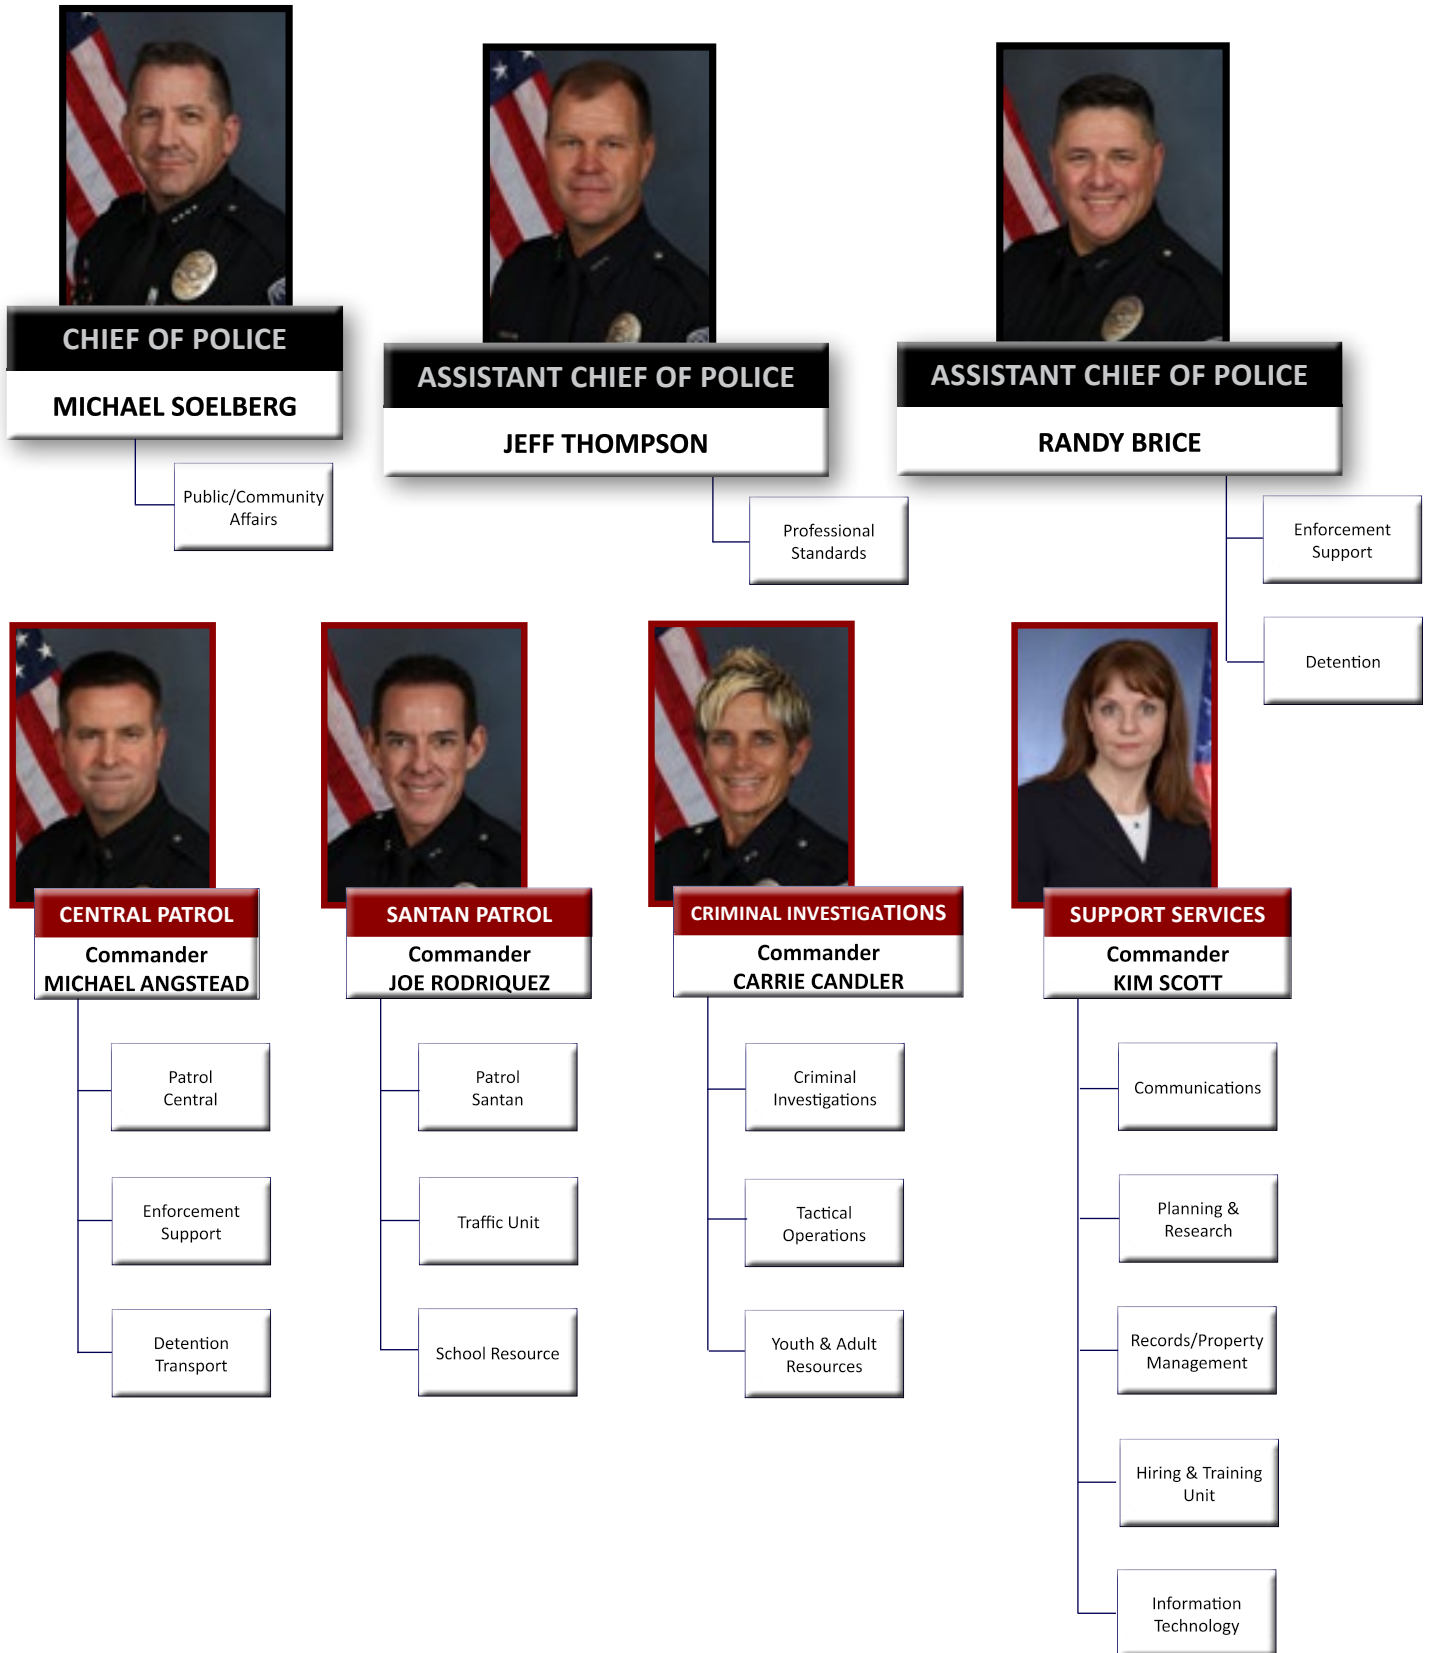 CHIEF OF POLICE
MICHAEL SOELBERG
Public/Community
Affairs
ASSISTANT CHIEF OF POLICE
JEFF THOMPSON
Professional
Standards
ASSISTANT CHIEF OF POLICE
RANDY BRICE
Enforcement
Support
Detention
CENTRAL PATROL
Commander
MICHAEL ANGSTEAD
Patrol
Central
Enforcement
Support
Detention
Transport
SANTAN PATROL
Commander
JOE RODRIQUEZ
Patrol
Santan
Traffic Unit
School Resource
CRIMINAL INVESTIGATIONS
Commander
CARRIE CANDLER
Criminal
Investigations
Tactical
Operations
Youth & Adult
Resources
SUPPORT SERVICES
Commander
KIM SCOTT
Communications
Planning &
Research
Records/Property
Management
Hiring & Training
Unit
Information
Technology